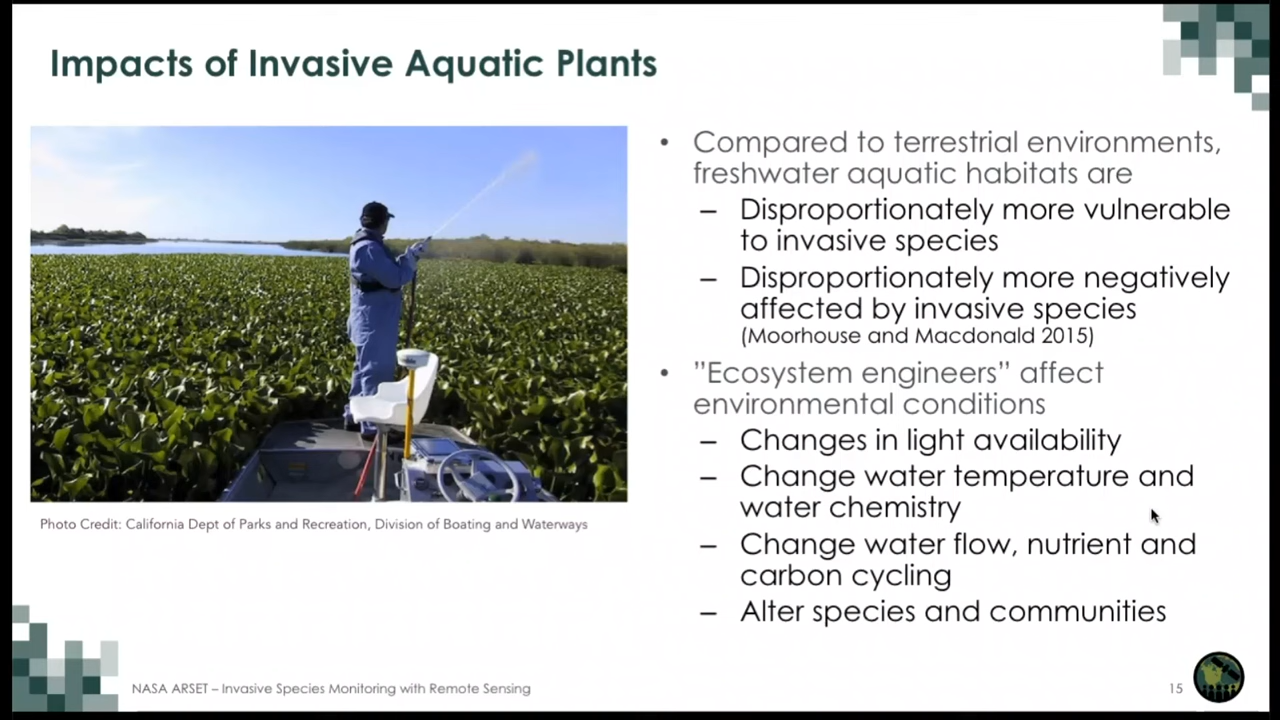 Impacts of Invasive Aquatic Plants
• Compared to terrestrial environments,
freshwater aquatic habitats are
– Disproportionately more vulnerable
to invasive species
– Disproportionately more negatively
affected by invasive species
(Moorhouse and Macdonald 2015)
• ”Ecosystem engineers” affect
environmental conditions
– Changes in light availability
– Change water temperature and
water chemistry
– Change water flow, nutrient and
carbon cycling
– Alter species and communities
Photo Credit: California Dept of Parks and Recreation, Division of Boating and Waterways
NASA ARSET – Invasive Species Monitoring with Remote Sensing
15